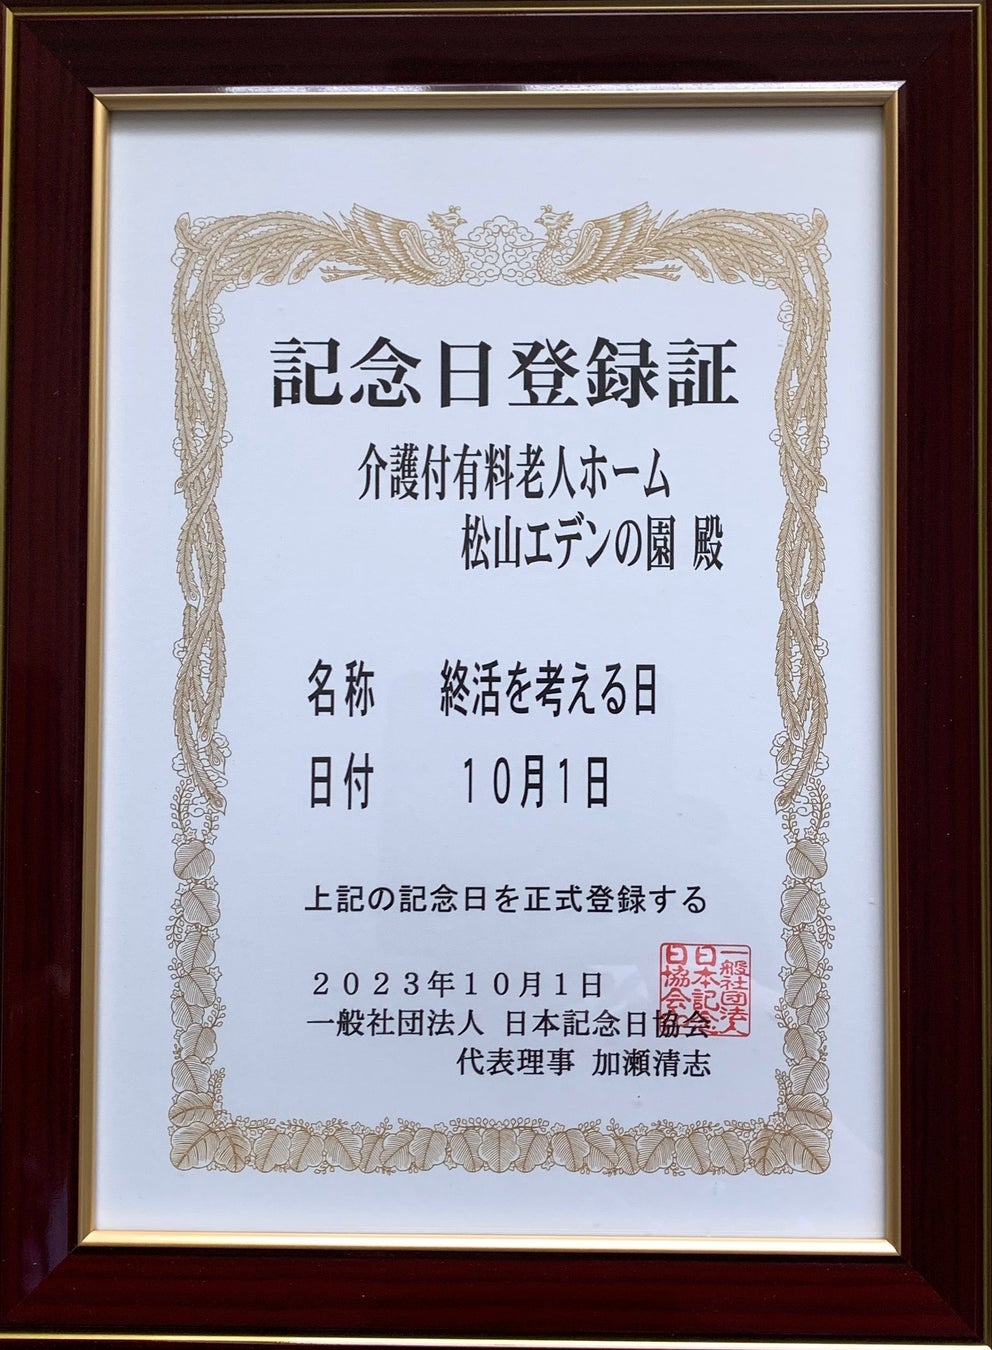 記念日登録証
介護付有料老人ホーム
松山エデンの園 殿
名称 終活を考える日
日付 10月1日
上記の記念日を正式登録する
2023年10月1日
一般社団法人 日本記念日協会
代表理事 加瀬清志
一般社団法人
日本記念
日協会